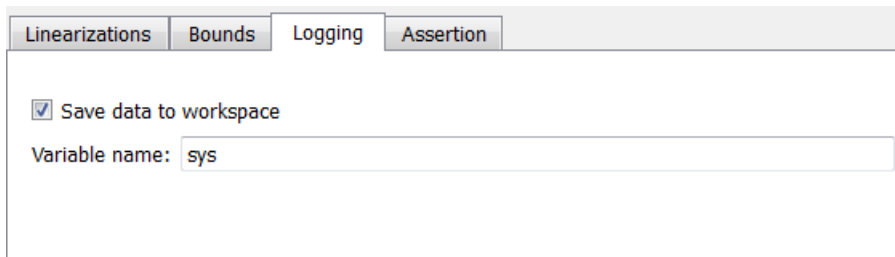 Linearizations Bounds Logging Assertion
Save data to workspace
Variable name: sys